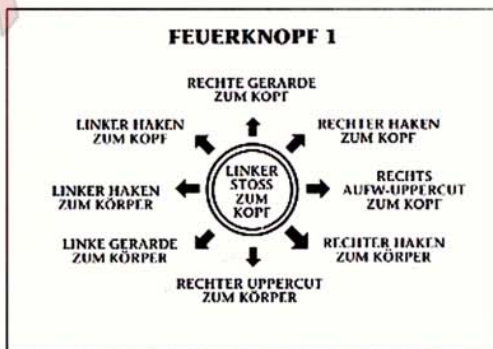 FEUERKNOPF 1
RECHTE GERARDE
ZUM KOPF
LINKER HAKEN
ZUM KOPF
RECHTER HAKEN
ZUM KOPF
LINKER
STOSS
ZUM
KOPF
LINKER HAKEN
ZUM KÖRPER
RECHTS
AUFW-UPPERCUT
ZUM KOPF
LINKE GERARDE
ZUM KÖRPER
RECHTER HAKEN
ZUM KÖRPER
RECHTER UPPERCUT
ZUM KÖRPER